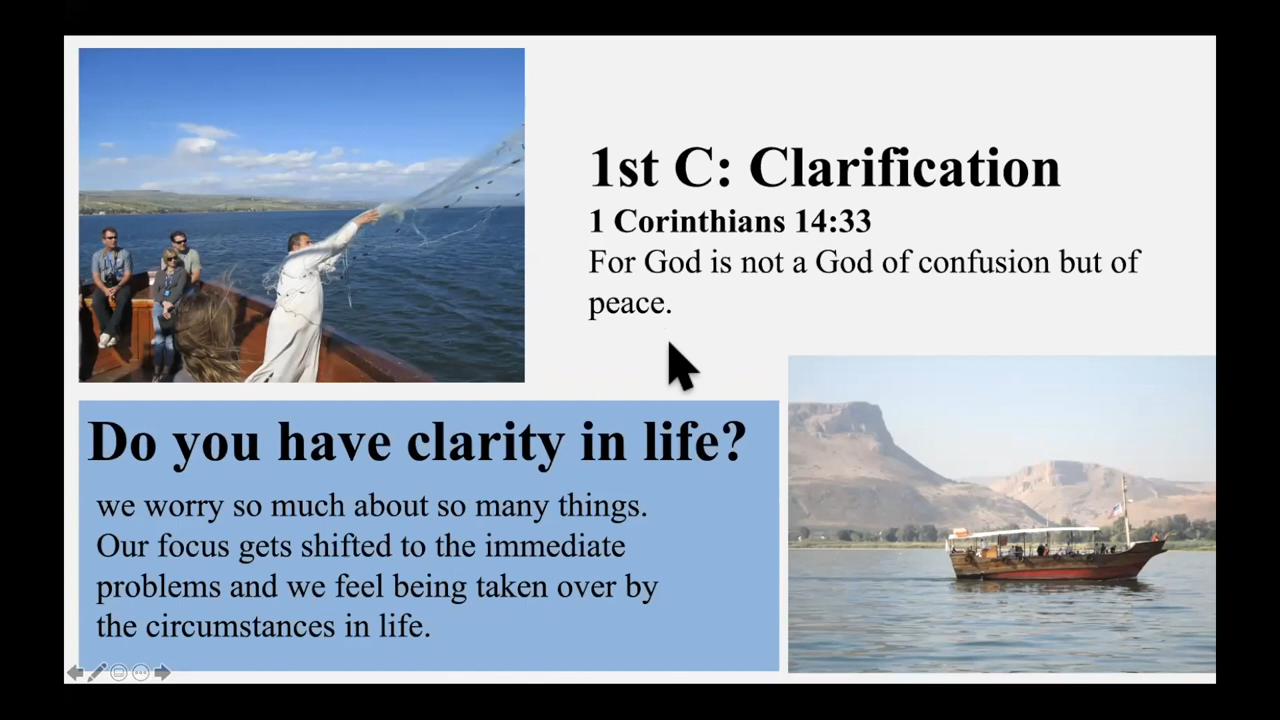 1st C: Clarification
1 Corinthians 14:33
For God is not a God of confusion but of
peace.
Do you have clarity in life?
we worry so much about so many things.
Our focus gets shifted to the immediate
problems and we feel being taken over by
the circumstances in life.